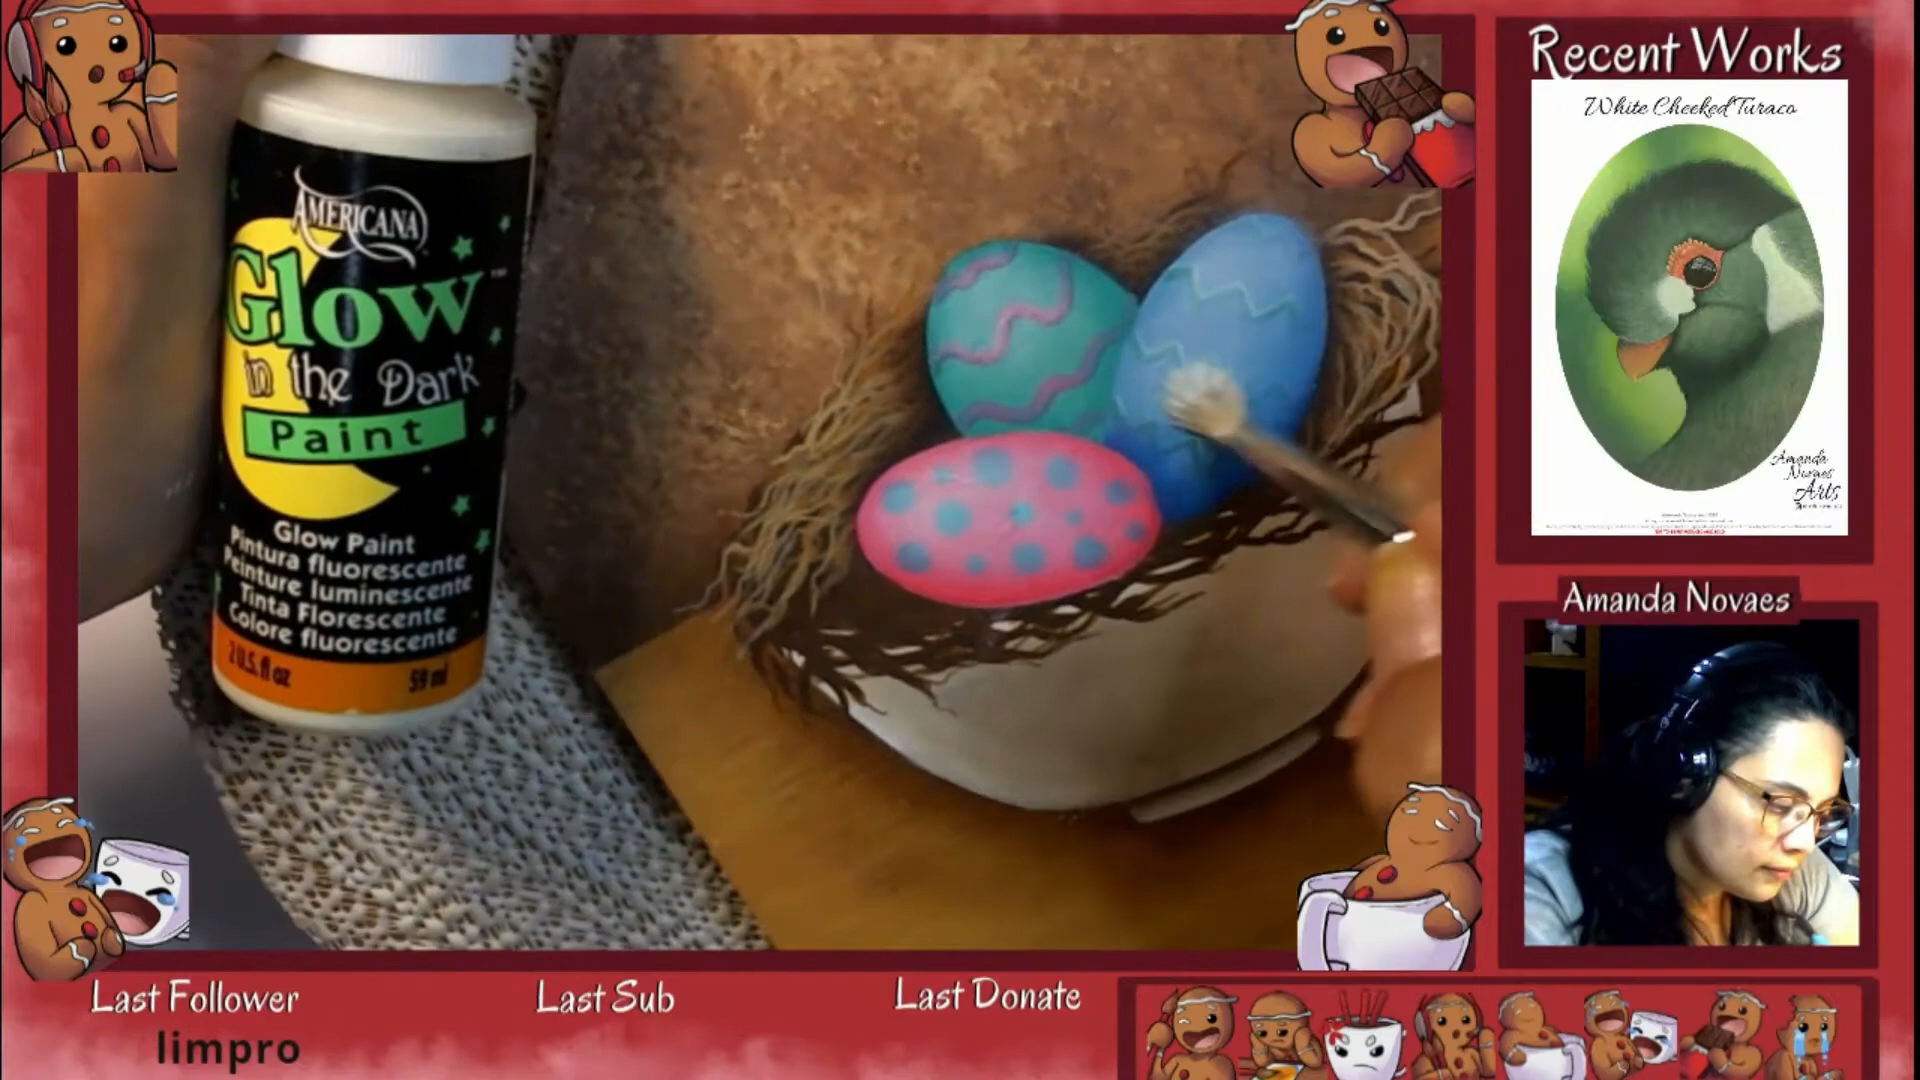 AMERICANA
Glow™
in the Dark
Paint
Glow Paint
Pintura fluorescente
Peinture luminescente
Tinta Florescente
Colore fluorescente
2 U.S. fl oz
59 ml
Recent Works
White Cheeked Turaco
Amanda
Novaes
Arts
Amanda Novaes
Last Follower
limpro
Last Sub
Last Donate